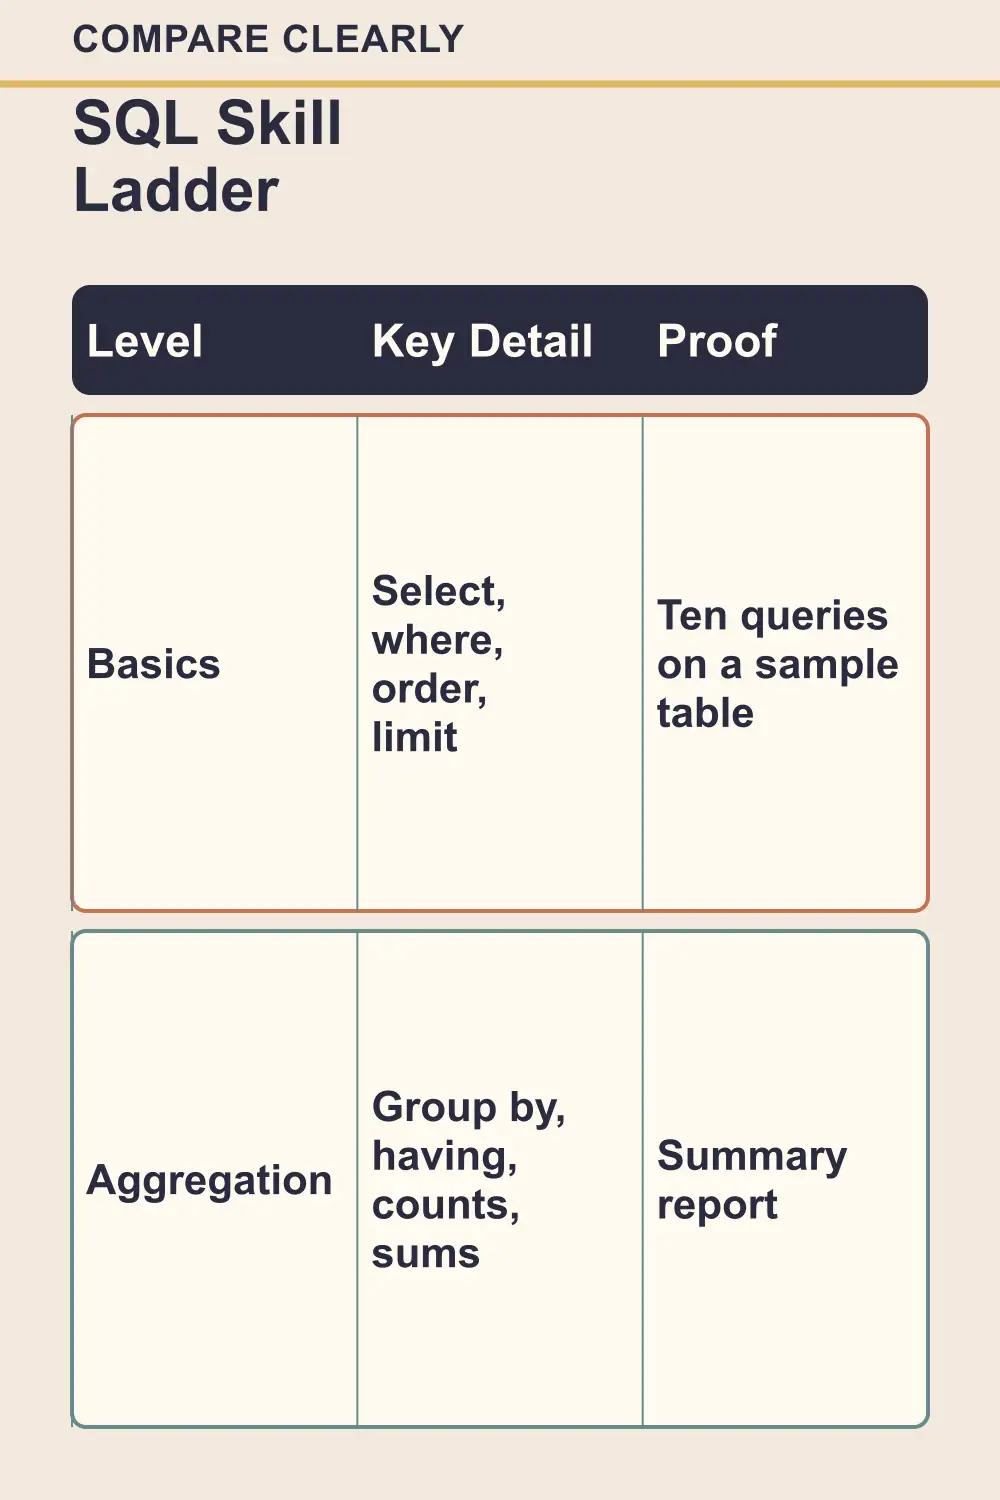 COMPARE CLEARLY
SQL Skill
Ladder
Level Key Detail Proof
Basics
Select,
where,
order,
limit
Ten queries
on a sample
table
Aggregation
Group by,
having,
counts,
sums
Summary
report